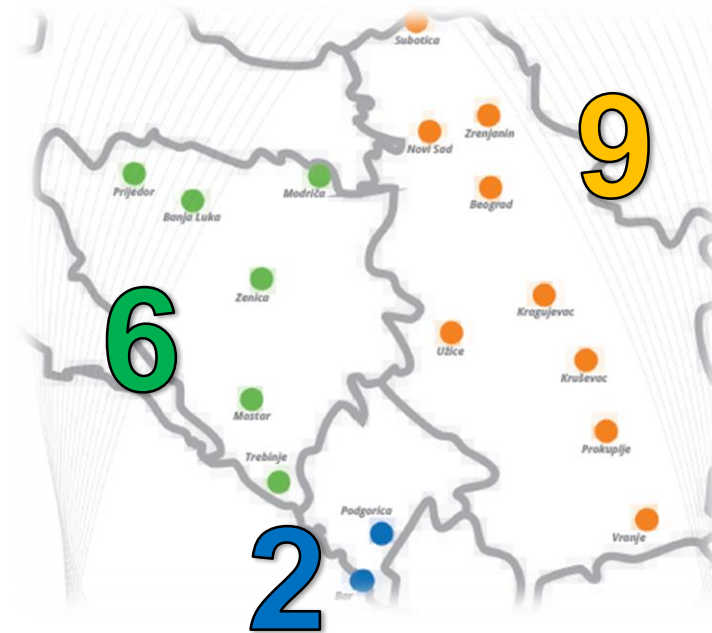 Subotica
Novi Sad
Zrenjanin
9
Prijedor
Banja Luka
Modriča
Beograd
Zenica
Kragujevac
6
Užice
Kruševac
Mostar
Prokuplje
Trebinje
Podgorica
Vranje
2
Bar